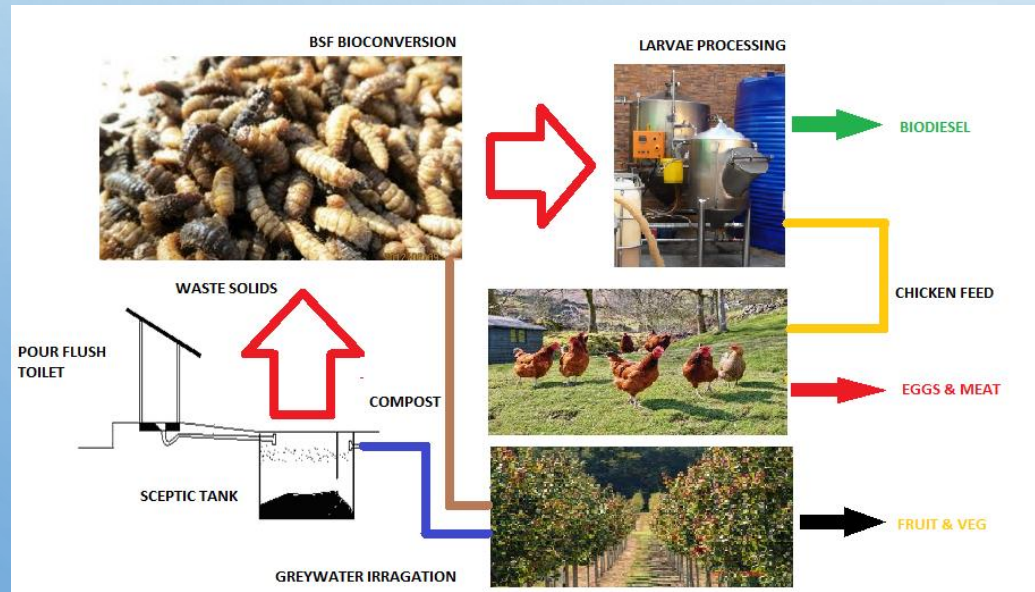 BSF BIOCONVERSION
LARVAE PROCESSING
BIODIESEL
WASTE SOLIDS
CHICKEN FEED
POUR FLUSH
TOILET
COMPOST
EGGS & MEAT
SCEPTIC TANK
FRUIT & VEG
GREYWATER IRRAGATION